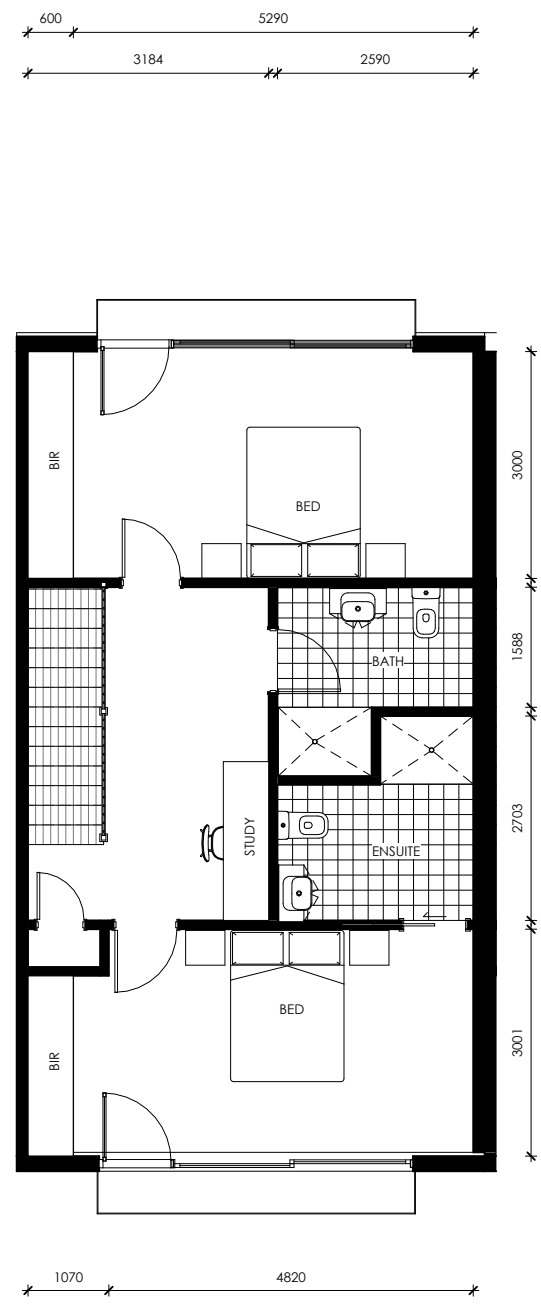 600 5290
3184 2590
BIR
BED
3000
BATH
1588
STUDY
ENSUITE
2703
BED
BIR
3001
1070 4820